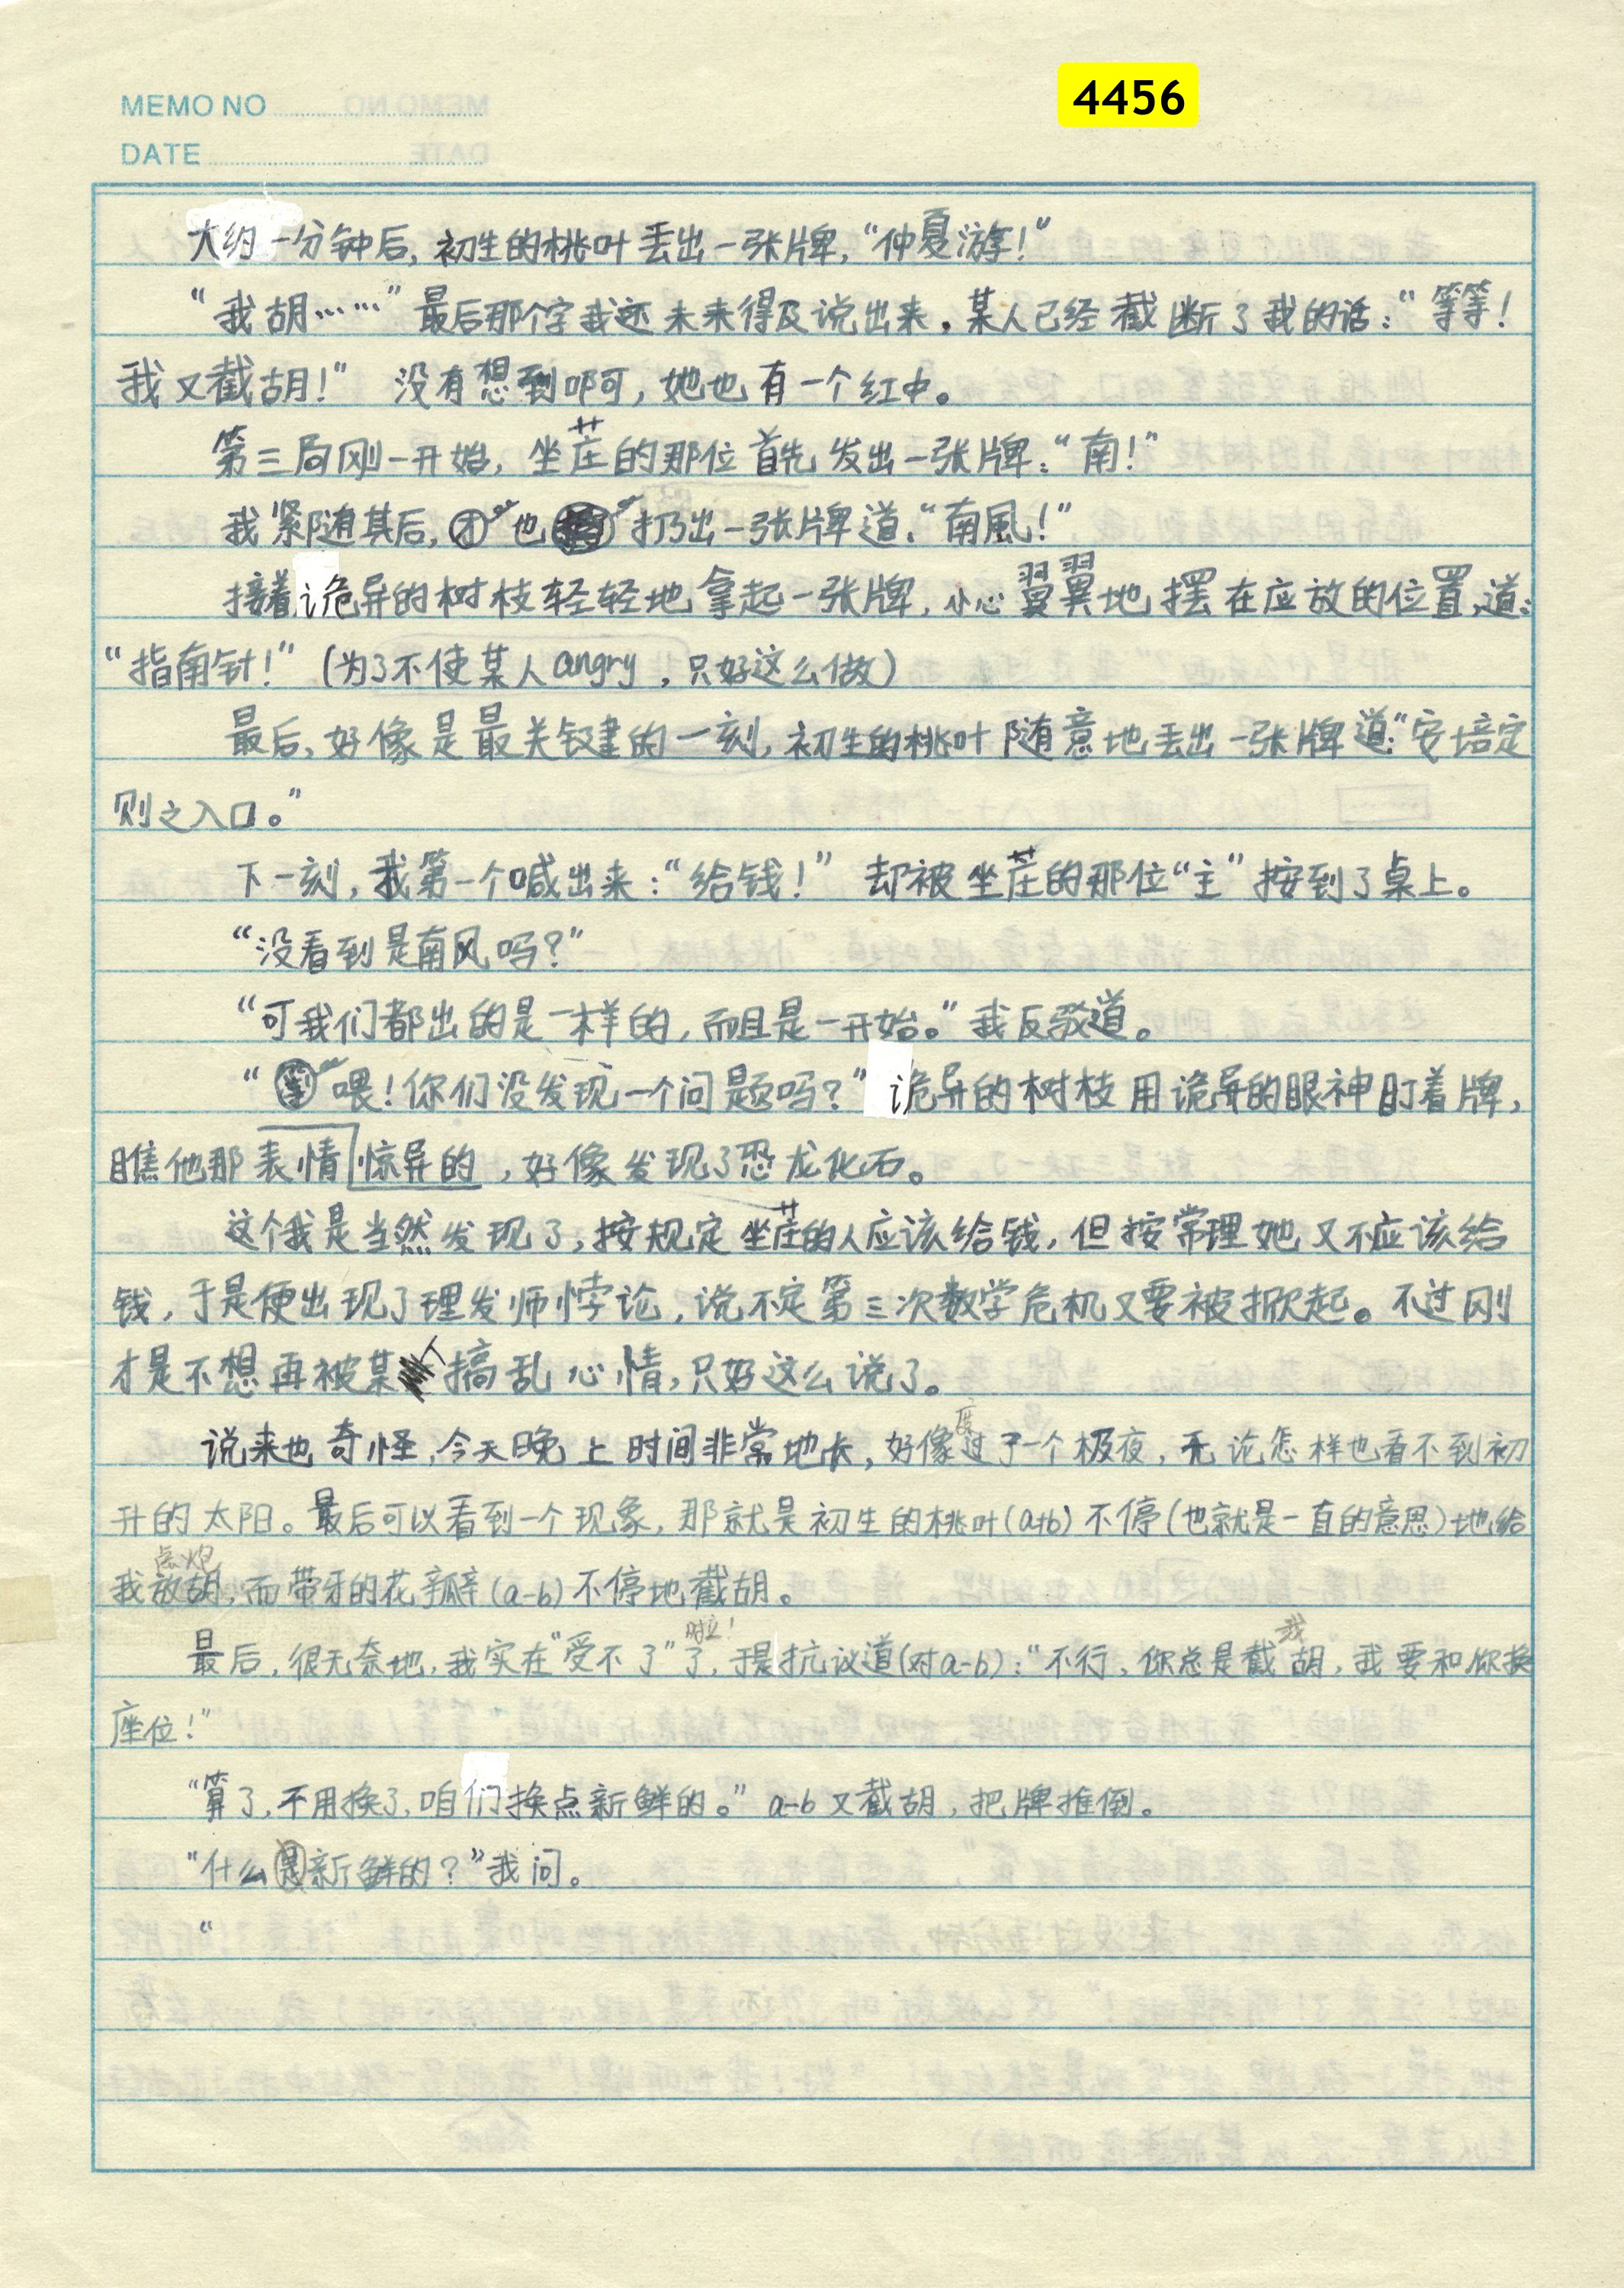 MEMO NO
DATE
4456
大约一分钟后，初生的桃叶丢出一张牌，“仲夏游！”
“我胡……”最后那个字我还未来得及说出来，某人已经截断了我的话：“等等！
我又截胡！” 没有想到啊可，她也有一个红中。
第三局刚一开始，坐庄的那位首先发出一张牌：“南！”
我紧随其后，也打出一张牌道：“南風！”
接着诡异的树枝轻轻地拿起一张牌，小心翼翼地摆在应放的位置，道：
“指南针！”（为了不使某人angry，只好这么做）
最后，好像是最关键的一刻，初生的桃叶随意地丢出一张牌道：“安培定
则之入口。”
下一刻，我第一个喊出来：“给钱！” 却被坐庄的那位“主”按到了桌上。
“没看到是南风吗？”
“可我们都出的是一样的，而且是一开始。”我反驳道。
“喂！你们没发现一个问题吗？”诡异的树枝用诡异的眼神盯着牌，
瞧他那表情惊异的，好像发现了恐龙化石。
这个我是当然发现了，按规定坐庄的人应该给钱，但按常理她又不应该给
钱，于是便出现了理发师悖论，说不定第三次数学危机又要被掀起。不过刚
才是不想再被某人搞乱心情，只好这么说了。
说来也奇怪，今天晚上时间非常地长，好像过度了一个极夜，无论怎样也看不到初
升的太阳。最后可以看到一个现象，那就是初生的桃叶(a+b)不停(也就是一直的意思)地给
我放胡点炮，而带牙的花瓣(a-b)不停地截胡。
最后，很无奈地，我实在“受不了”了，于是抗议道(对a-b)：“不行，你总是截我胡，我要和你换
座位！”
“算了，不用换了，咱们换点新鲜的。”a-b又截胡，把牌推倒。
“什么是新鲜的？”我问。
“